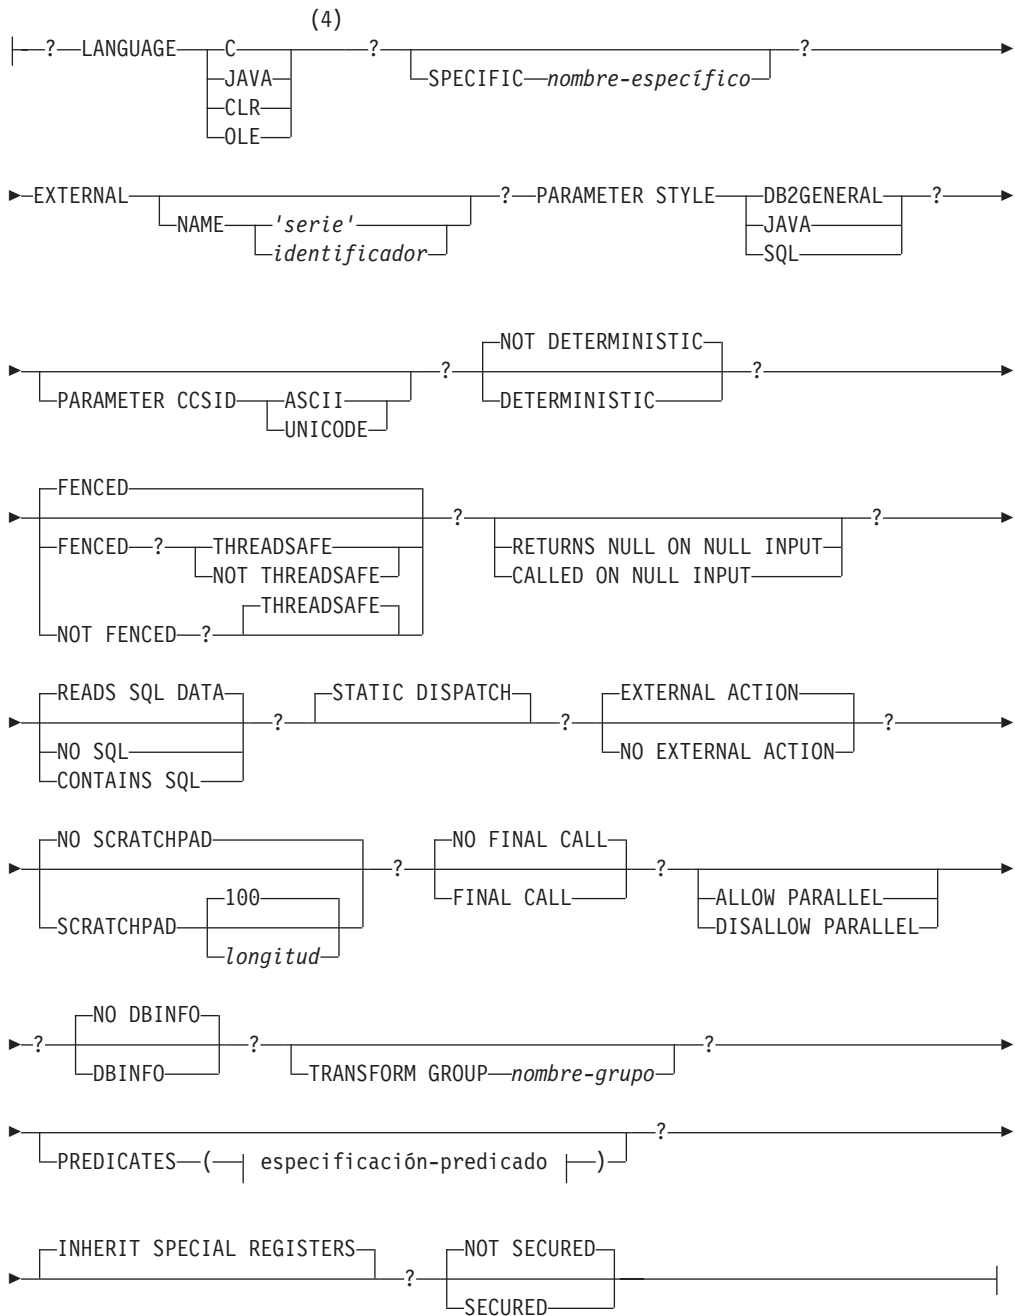 (4)
? LANGUAGE C ? ?
SPECIFIC nombre-específico
JAVA
CLR
OLE
EXTERNAL ? PARAMETER STYLE DB2GENERAL ?
NAME 'serie' JAVA
identificador SQL
NOT DETERMINISTIC
? ?
PARAMETER CCSID ASCII DETERMINISTIC
UNICODE
FENCED
? ?
FENCED ? THREADSAFE RETURNS NULL ON NULL INPUT
NOT THREADSAFE CALLED ON NULL INPUT
THREADSAFE
NOT FENCED ?
READS SQL DATA STATIC DISPATCH EXTERNAL ACTION
? ? ?
NO SQL NO EXTERNAL ACTION
CONTAINS SQL
NO SCRATCHPAD NO FINAL CALL
? ?
100 FINAL CALL ALLOW PARALLEL
SCRATCHPAD DISALLOW PARALLEL
longitud
NO DBINFO
? ? ?
DBINFO TRANSFORM GROUP nombre-grupo
?
PREDICATES ( especificación-predicado )
INHERIT SPECIAL REGISTERS NOT SECURED
?
SECURED